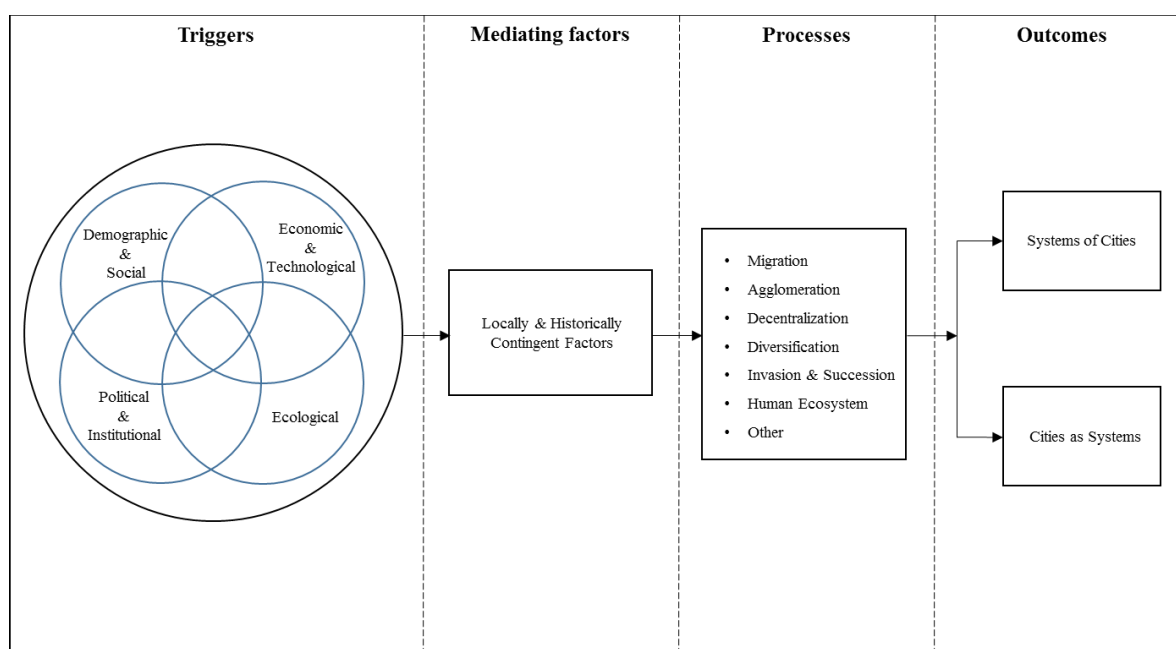 Triggers
Mediating factors
Processes
Outcomes
Demographic
&
Social
Economic
&
Technological
Political
&
Institutional
Ecological
Locally & Historically
Contingent Factors
• Migration
• Agglomeration
• Decentralization
• Diversification
• Invasion & Succession
• Human Ecosystem
• Other
Systems of Cities
Cities as Systems